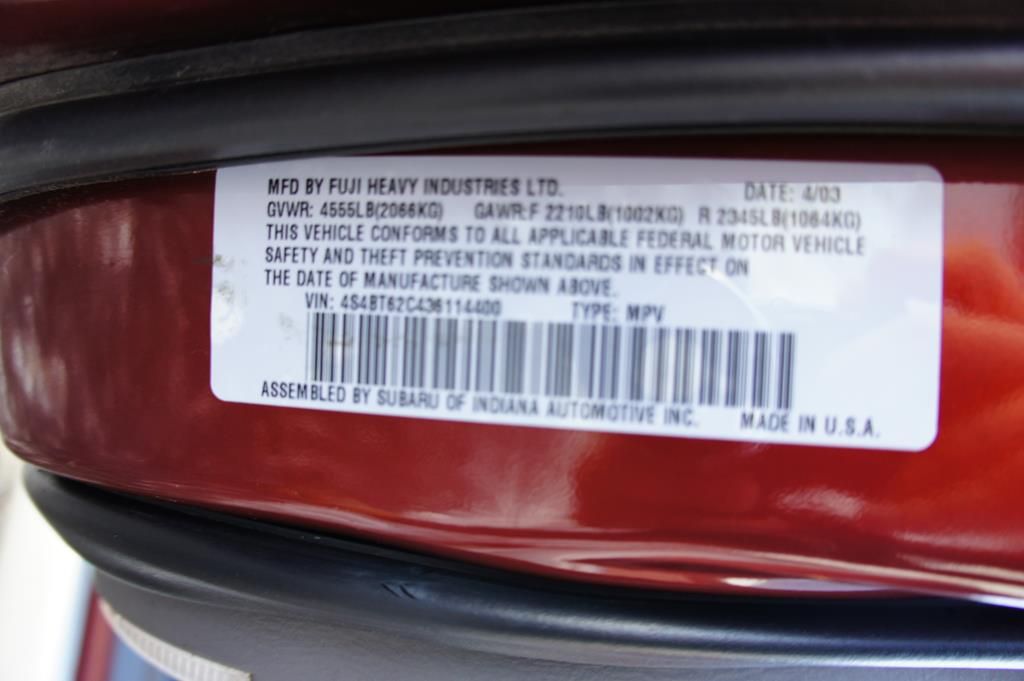 MFD BY FUJI HEAVY INDUSTRIES LTD. DATE: 4/03
GVWR: 4555LB(2066KG) GAWR:F 2210LB(1002KG) R 2345LB(1064KG)
THIS VEHICLE CONFORMS TO ALL APPLICABLE FEDERAL MOTOR VEHICLE
SAFETY AND THEFT PREVENTION STANDARDS IN EFFECT ON
THE DATE OF MANUFACTURE SHOWN ABOVE.
VIN: 4S4BT62C436114400 TYPE: MPV
ASSEMBLED BY SUBARU OF INDIANA AUTOMOTIVE INC. MADE IN U.S.A.